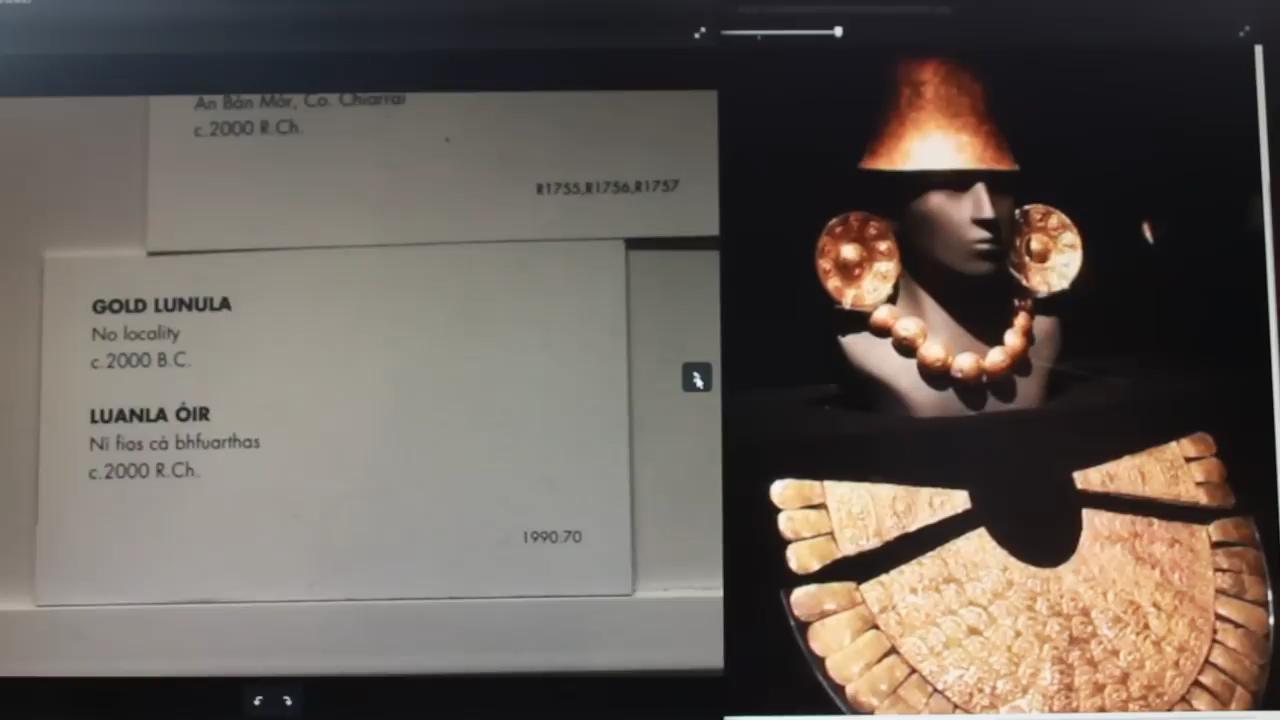 An Bán Mór, Co. Chiarraí
c.2000 R.Ch.
R1755,R1756,R1757
GOLD LUNULA
No locality
c.2000 B.C.
LUANLA ÓIR
Ní fios cá bhfuarthas
c.2000 R.Ch.
1990:70